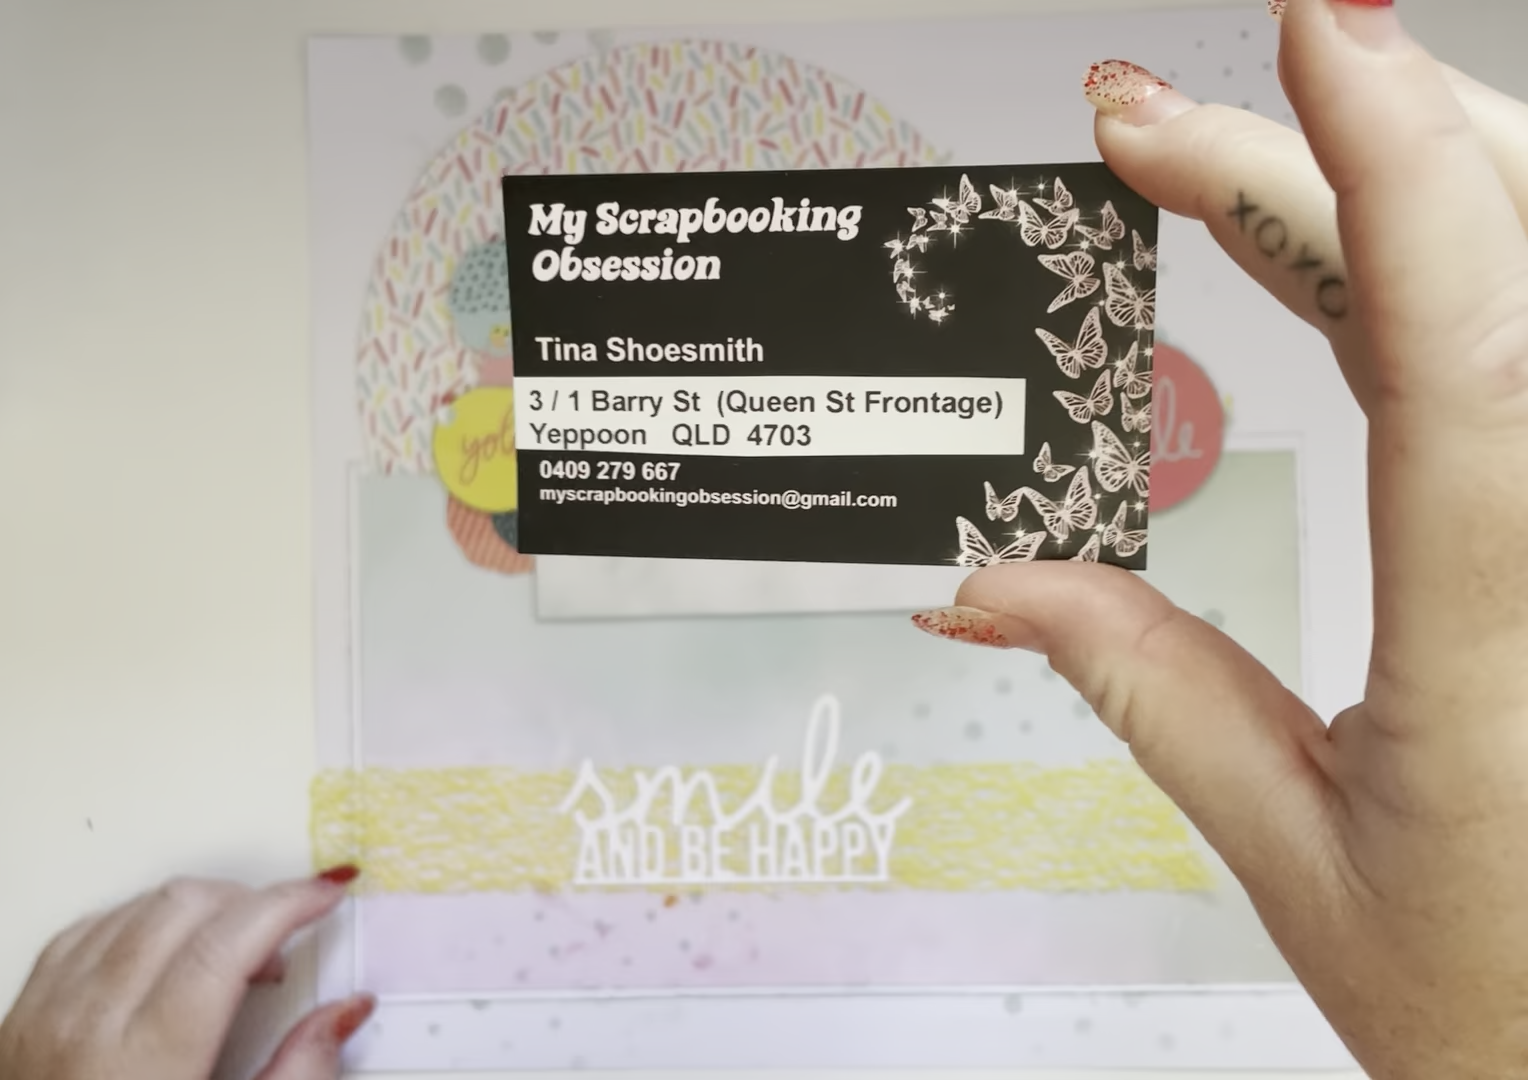 My Scrapbooking
Obsession
Tina Shoesmith
3 / 1 Barry St (Queen St Frontage)
Yeppoon QLD 4703
0409 279 667
myscrapbookingobsession@gmail.com
xoxo
smile
AND BE HAPPY